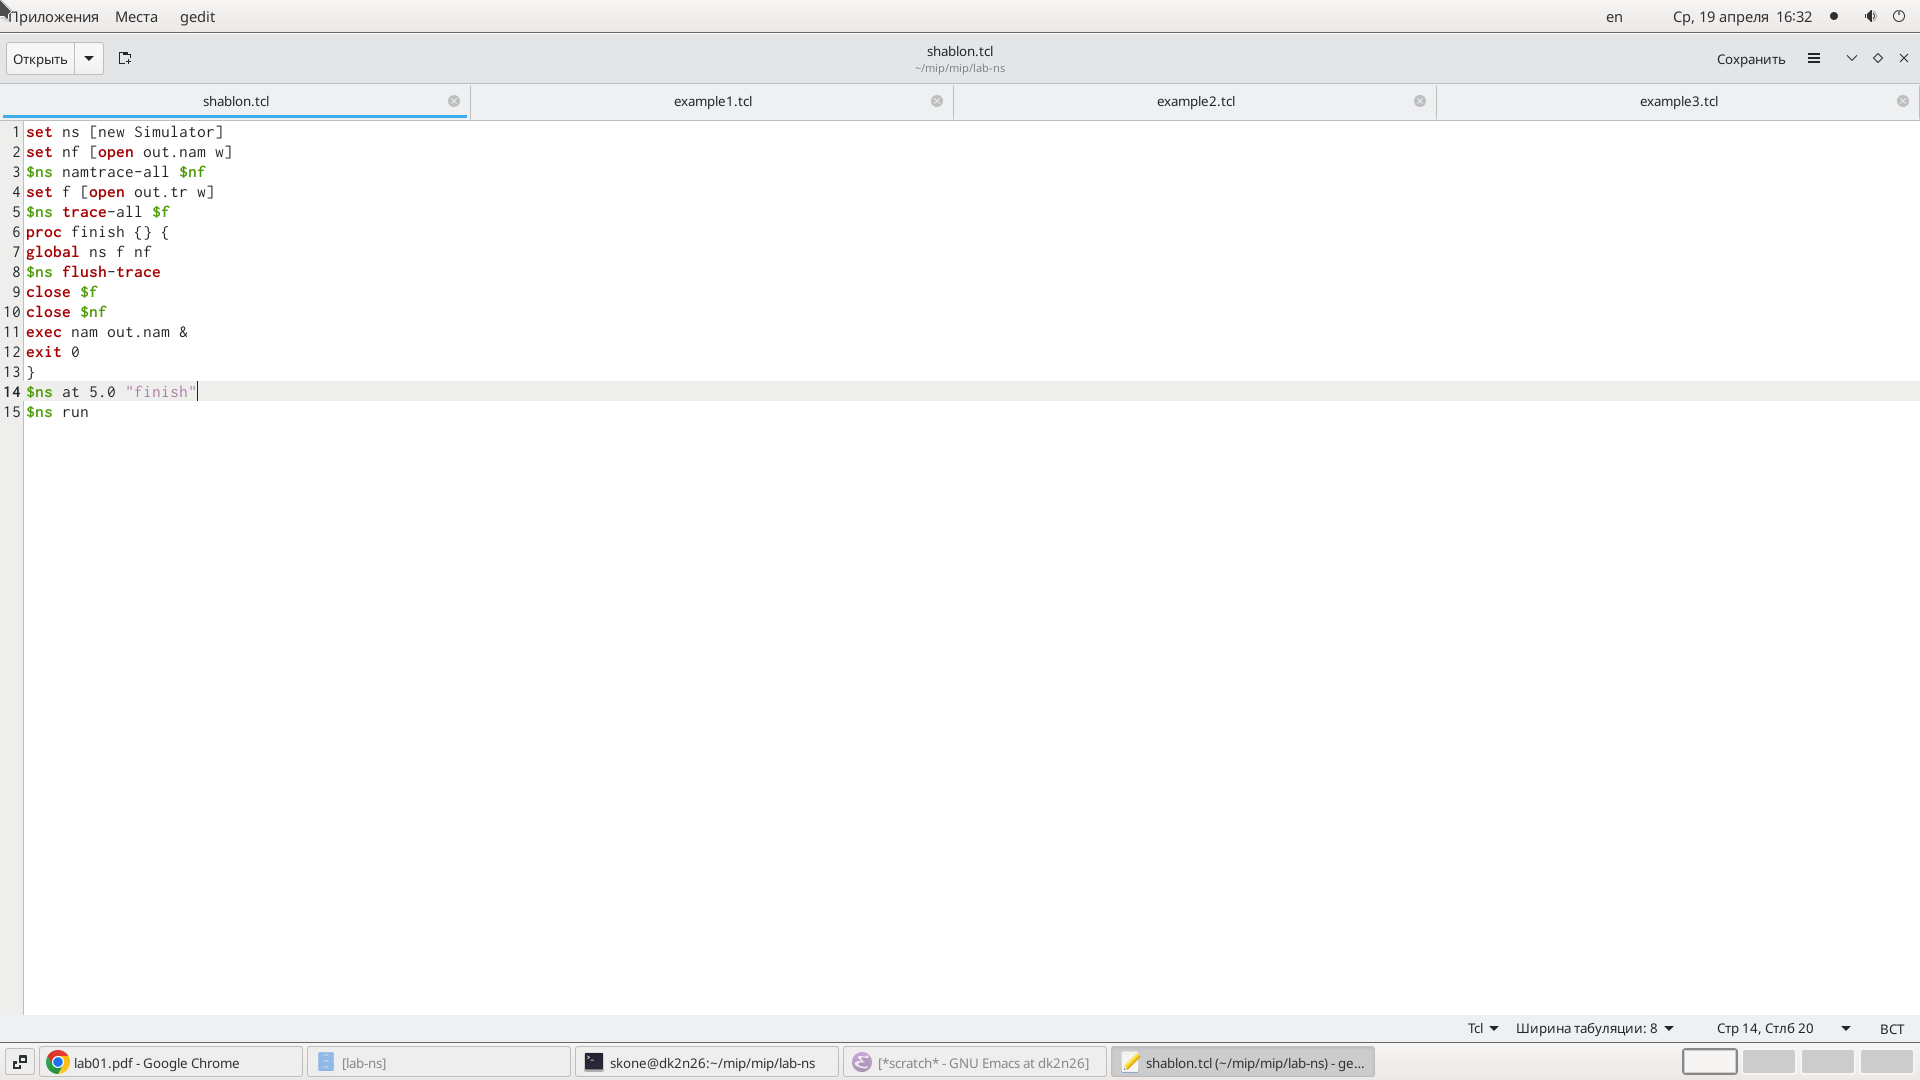 Приложения Места gedit en Ср, 19 апреля 16:32
Открыть shablon.tcl Сохранить
~/mip/mip/lab-ns
shablon.tcl example1.tcl example2.tcl example3.tcl
1 set ns [new Simulator]
2 set nf [open out.nam w]
3 $ns namtrace-all $nf
4 set f [open out.tr w]
5 $ns trace-all $f
6 proc finish {} {
7 global ns f nf
8 $ns flush-trace
9 close $f
10 close $nf
11 exec nam out.nam &
12 exit 0
13 }
14 $ns at 5.0 "finish"
15 $ns run
Tcl Ширина табуляции: 8 Стр 14, Стлб 20 ВСТ
lab01.pdf - Google Chrome [lab-ns] skone@dk2n26:~/mip/mip/lab-ns [*scratch* - GNU Emacs at dk2n26] shablon.tcl (~/mip/mip/lab-ns) - ge...